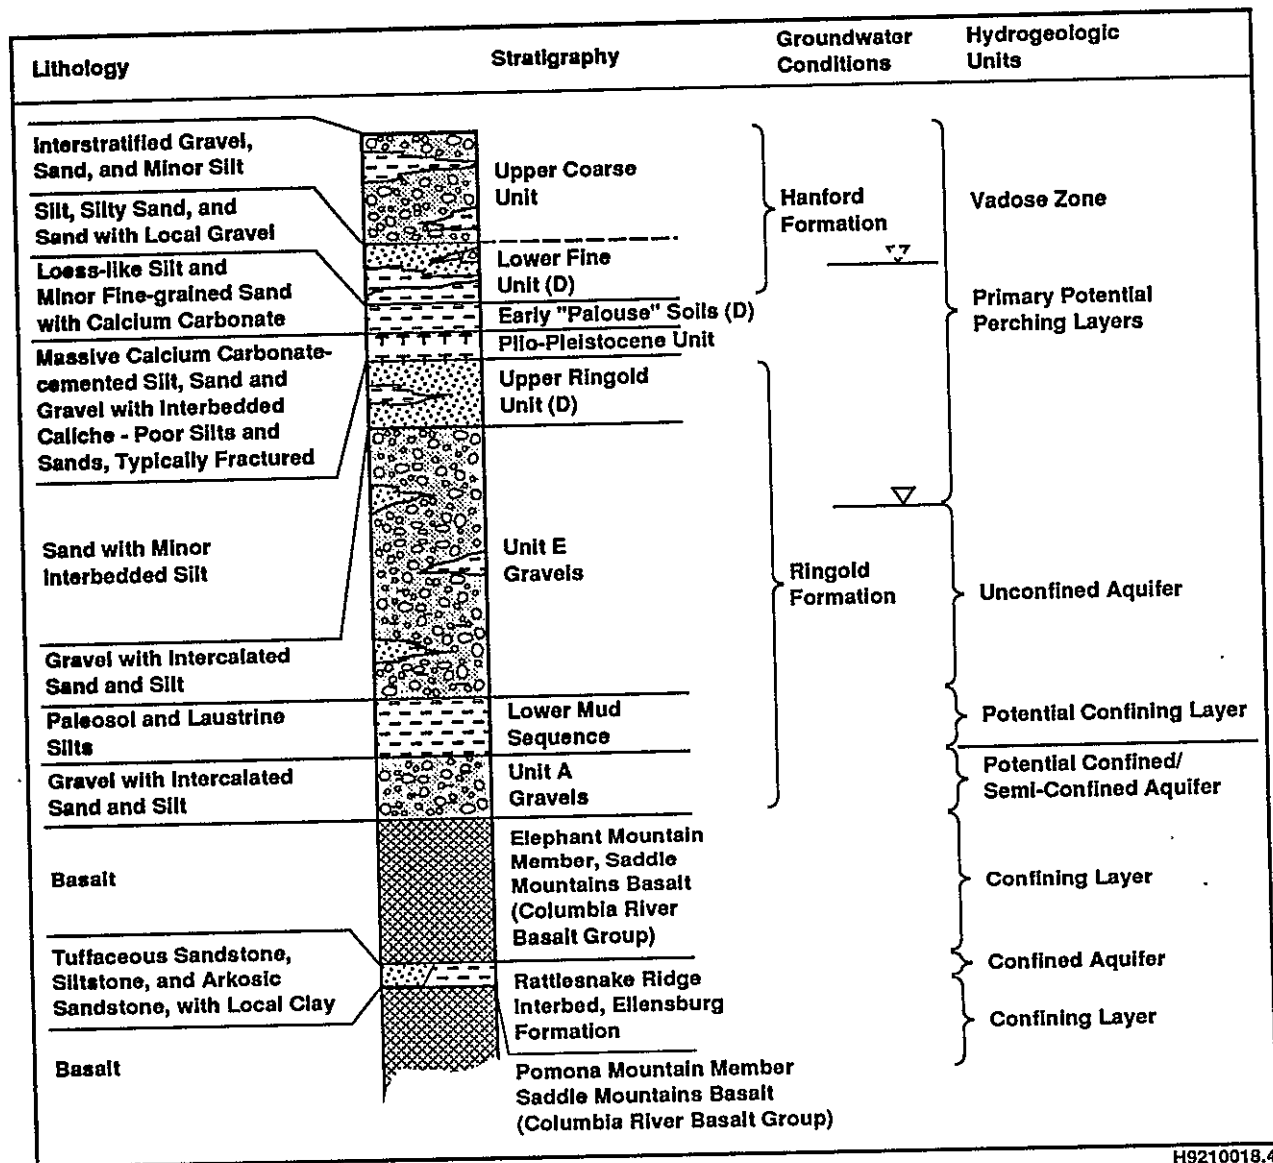 Lithology
Stratigraphy
Groundwater
Conditions
Hydrogeologic
Units
Interstratified Gravel,
Sand, and Minor Silt
Silt, Silty Sand, and
Sand with Local Gravel
Loess-like Silt and
Minor Fine-grained Sand
with Calcium Carbonate
Massive Calcium Carbonate-
cemented Silt, Sand and
Gravel with Interbedded
Caliche - Poor Silts and
Sands, Typically Fractured
Sand with Minor
Interbedded Silt
Gravel with Intercalated
Sand and Silt
Paleosol and Laustrine
Silts
Gravel with Intercalated
Sand and Silt
Basalt
Tuffaceous Sandstone,
Siltstone, and Arkosic
Sandstone, with Local Clay
Basalt
Upper Coarse
Unit
Lower Fine
Unit (D)
Early "Palouse" Soils (D)
Plio-Pleistocene Unit
Upper Ringold
Unit (D)
Unit E
Gravels
Lower Mud
Sequence
Unit A
Gravels
Elephant Mountain
Member, Saddle
Mountains Basalt
(Columbia River
Basalt Group)
Rattlesnake Ridge
Interbed, Ellensburg
Formation
Pomona Mountain Member
Saddle Mountains Basalt
(Columbia River Basalt Group)
Hanford
Formation
Ringold
Formation
Vadose Zone
Primary Potential
Perching Layers
Unconfined Aquifer
Potential Confining Layer
Potential Confined/
Semi-Confined Aquifer
Confining Layer
Confined Aquifer
Confining Layer
H9210018.4